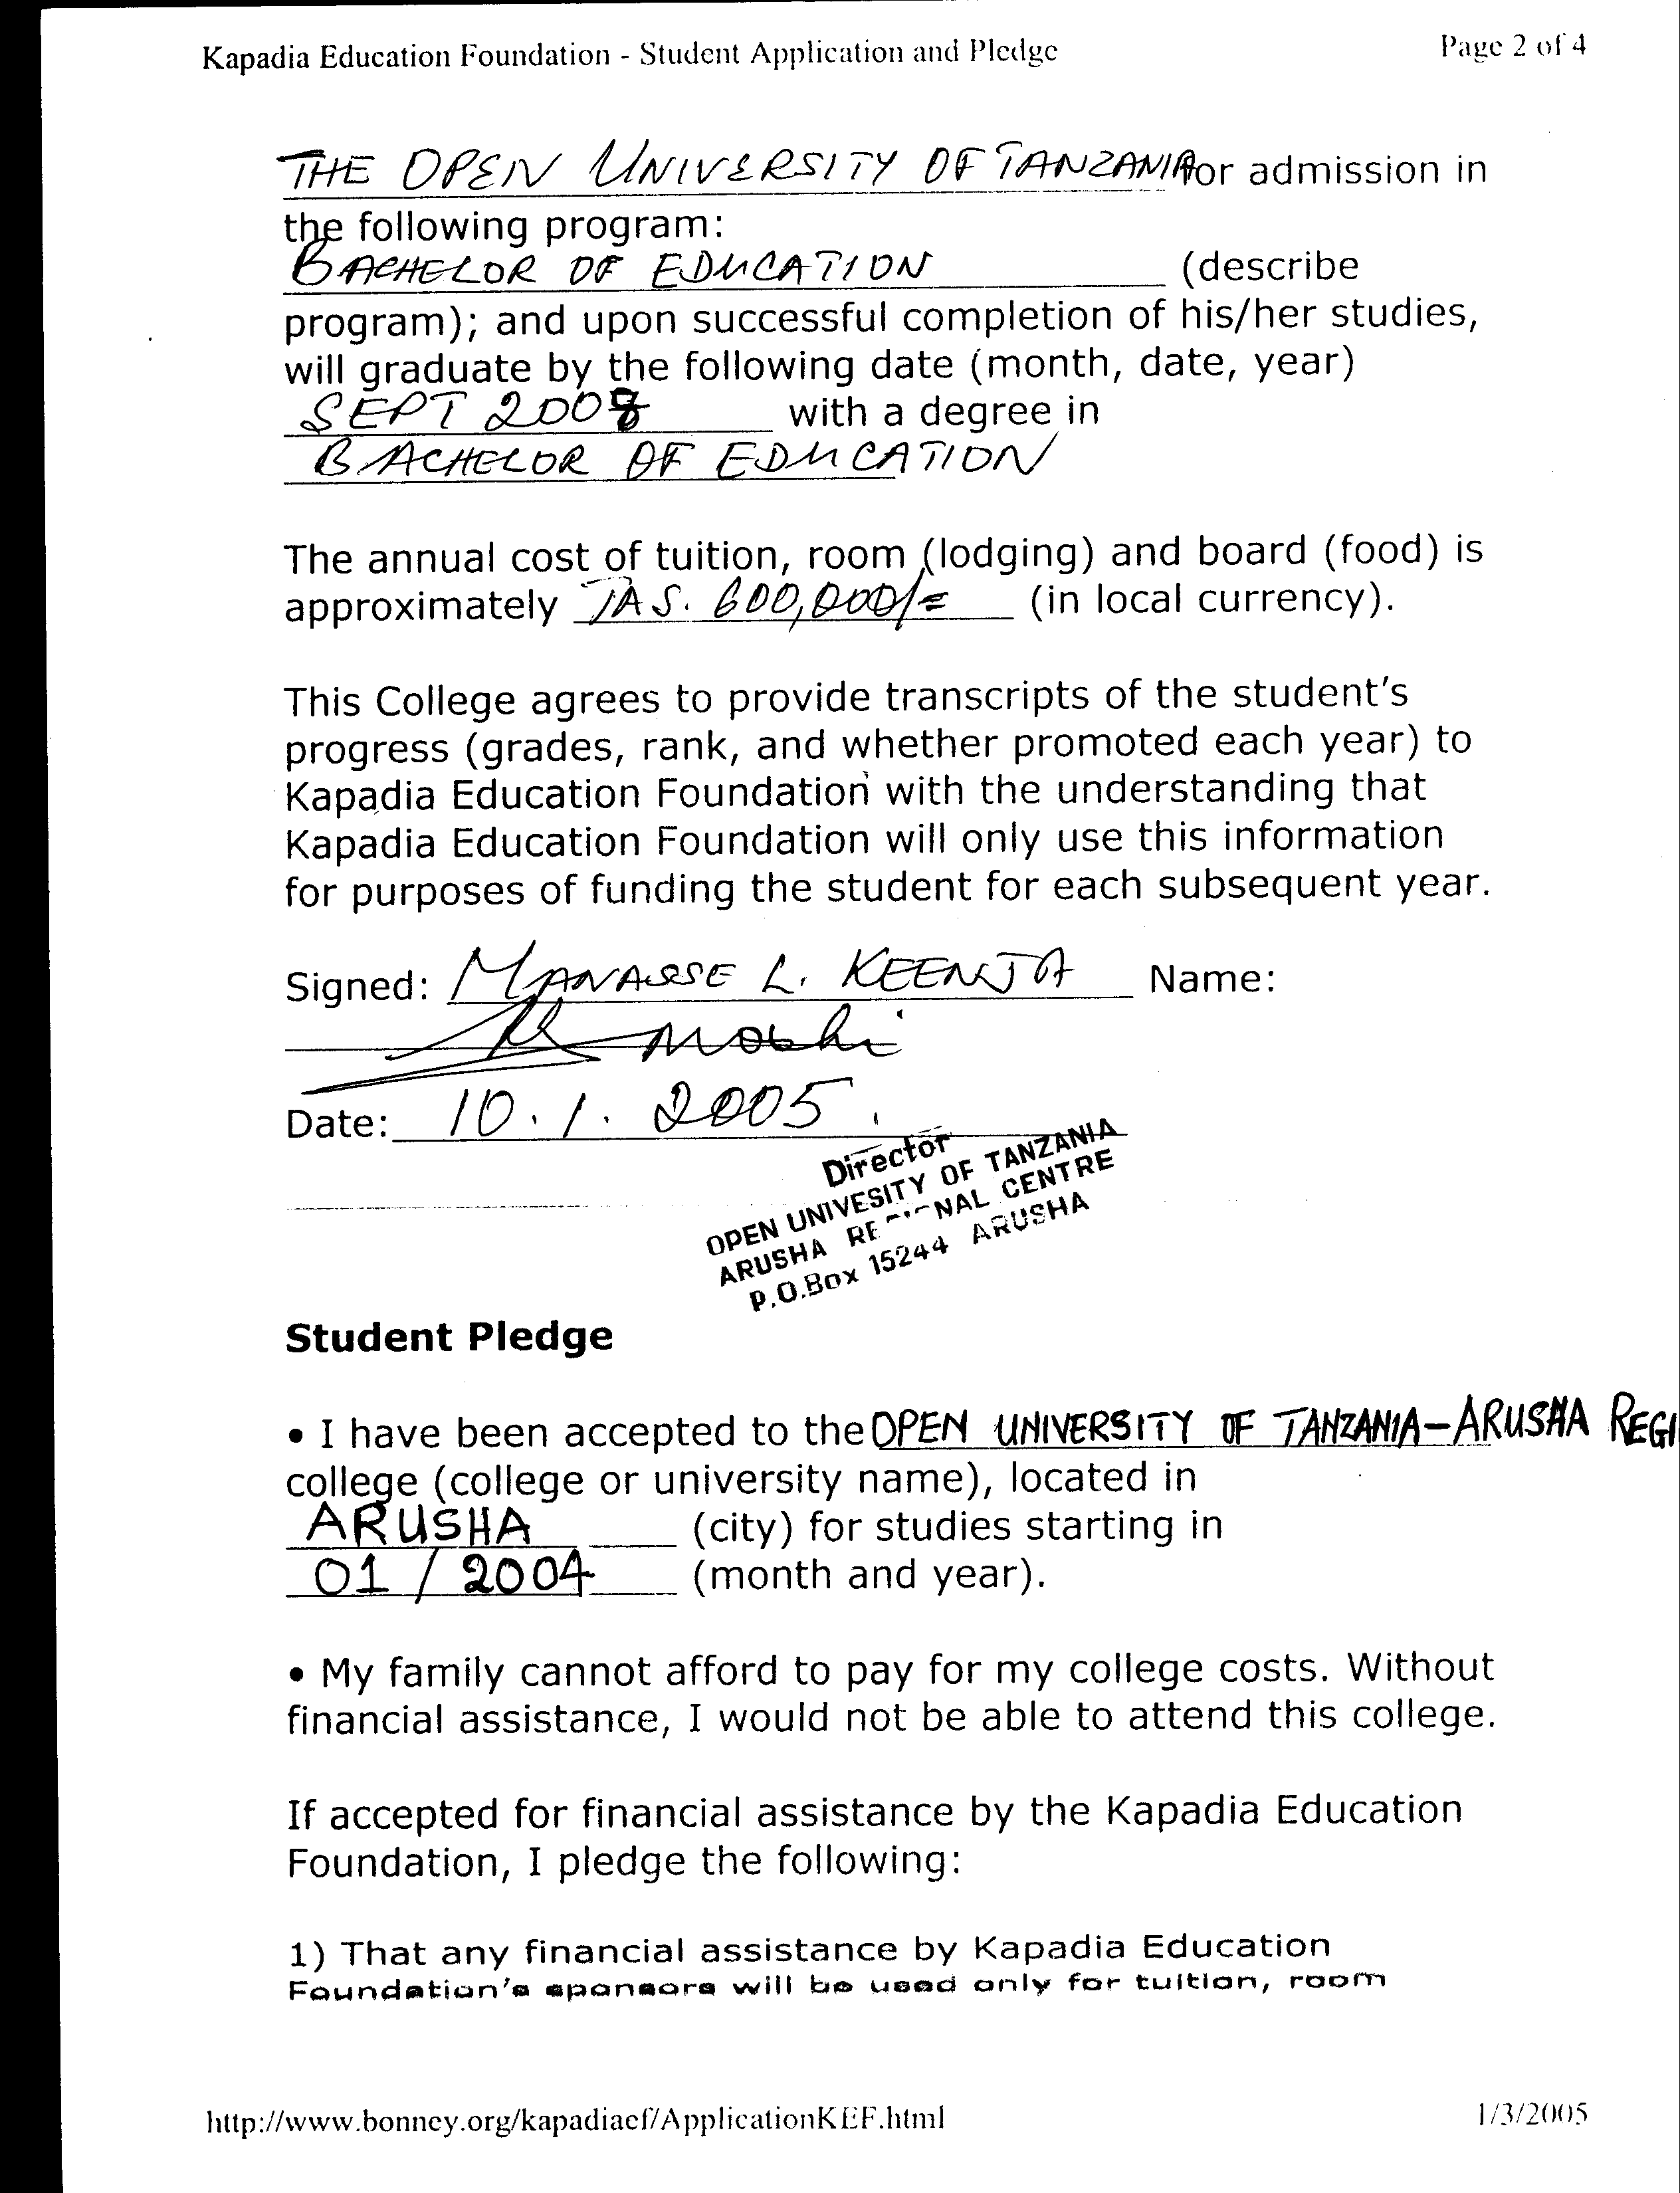 Kapadia Education Foundation - Student Application and Pledge
Page 2 of 4
THE OPEN UNIVERSITY OF TANZANIA for admission in
the following program:
BACHELOR OF EDUCATION (describe
program); and upon successful completion of his/her studies,
will graduate by the following date (month, date, year)
SEPT 2008 with a degree in
BACHELOR OF EDUCATION
The annual cost of tuition, room (lodging) and board (food) is
approximately TAS. 600,000/= (in local currency).
This College agrees to provide transcripts of the student's
progress (grades, rank, and whether promoted each year) to
Kapadia Education Foundation with the understanding that
Kapadia Education Foundation will only use this information
for purposes of funding the student for each subsequent year.
Signed: MANASSE L. KEENJA Name:
Date: 10.1.2005.
Director
OPEN UNIVESITY OF TANZANIA
ARUSHA REGIONAL CENTRE
P.O.Box 15244 ARUSHA
Student Pledge
• I have been accepted to the OPEN UNIVERSITY OF TANZANIA-ARUSHA REGI
college (college or university name), located in
ARUSHA (city) for studies starting in
01/2004 (month and year).
• My family cannot afford to pay for my college costs. Without
financial assistance, I would not be able to attend this college.
If accepted for financial assistance by the Kapadia Education
Foundation, I pledge the following:
1) That any financial assistance by Kapadia Education
Foundation's sponsors will be used only for tuition, room
http://www.bonney.org/kapadiaef/ApplicationKEF.html
1/3/2005